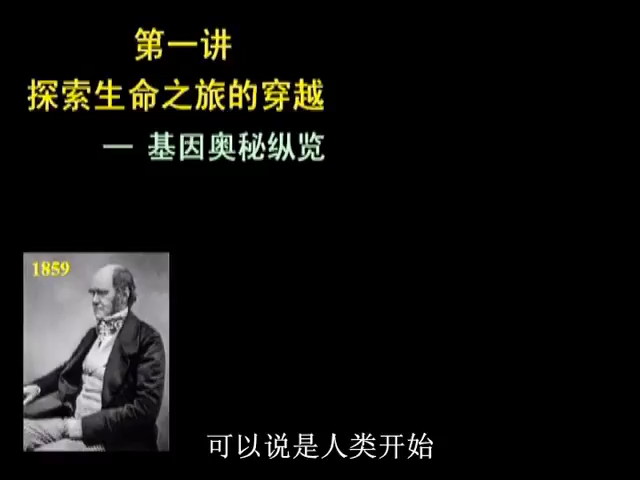 第一讲
探索生命之旅的穿越
— 基因奥秘纵览
1859
可以说是人类开始